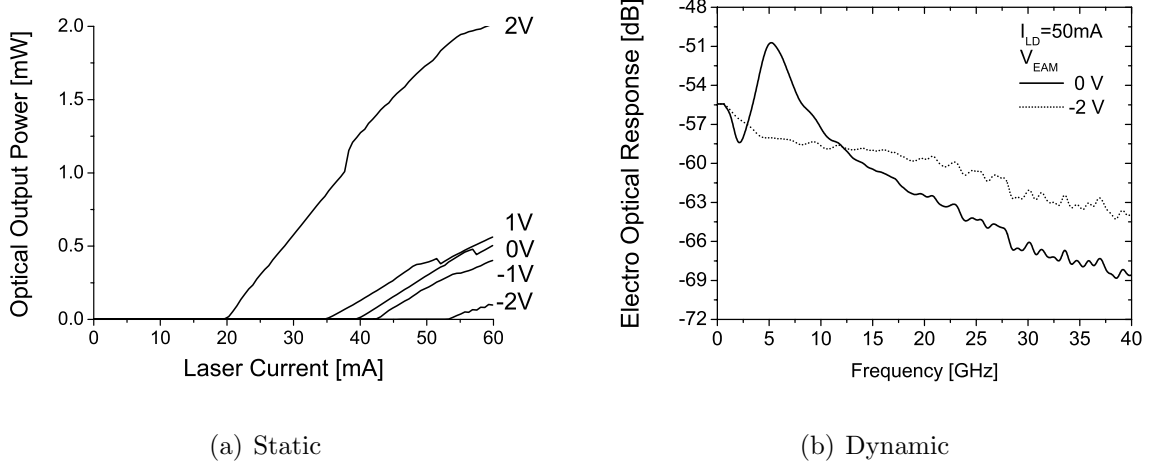 Optical Output Power [mW]
2.0
1.5
1.0
0.5
0.0
0 10 20 30 40 50 60
Laser Current [mA]
2V
1V
0V
-1V
-2V
(a) Static
Electro Optical Response [dB]
-48
-51
-54
-57
-60
-63
-66
-69
-72
0 5 10 15 20 25 30 35 40
Frequency [GHz]
I_LD=50mA
V_EAM
0 V
-2 V
(b) Dynamic